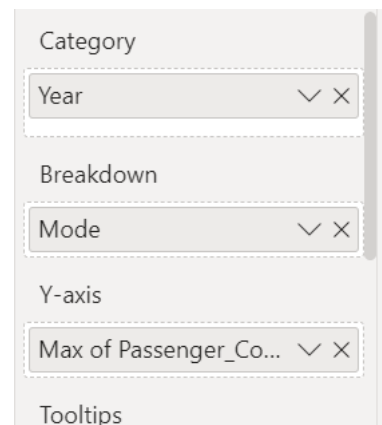 Category
Year
Breakdown
Mode
Y-axis
Max of Passenger_Co...
Tooltips